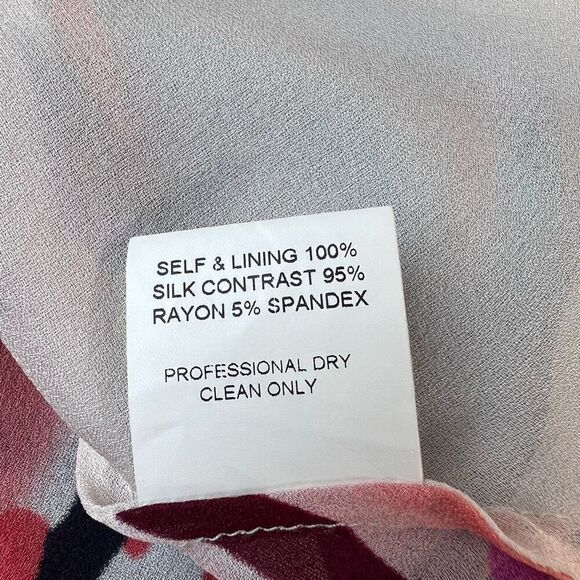 SELF & LINING 100%
SILK CONTRAST 95%
RAYON 5% SPANDEX
PROFESSIONAL DRY
CLEAN ONLY